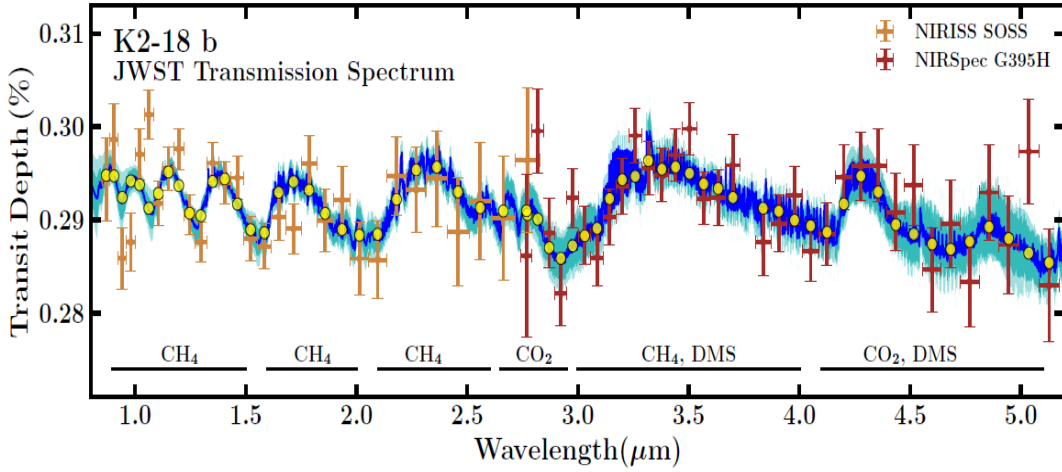 K2-18 b
JWST Transmission Spectrum
NIRISS SOSS
NIRSpec G395H
Transit Depth (%)
0.31
0.30
0.29
0.28
CH₄
CH₄
CH₄
CO₂
CH₄, DMS
CO₂, DMS
1.0 1.5 2.0 2.5 3.0 3.5 4.0 4.5 5.0
Wavelength(μm)